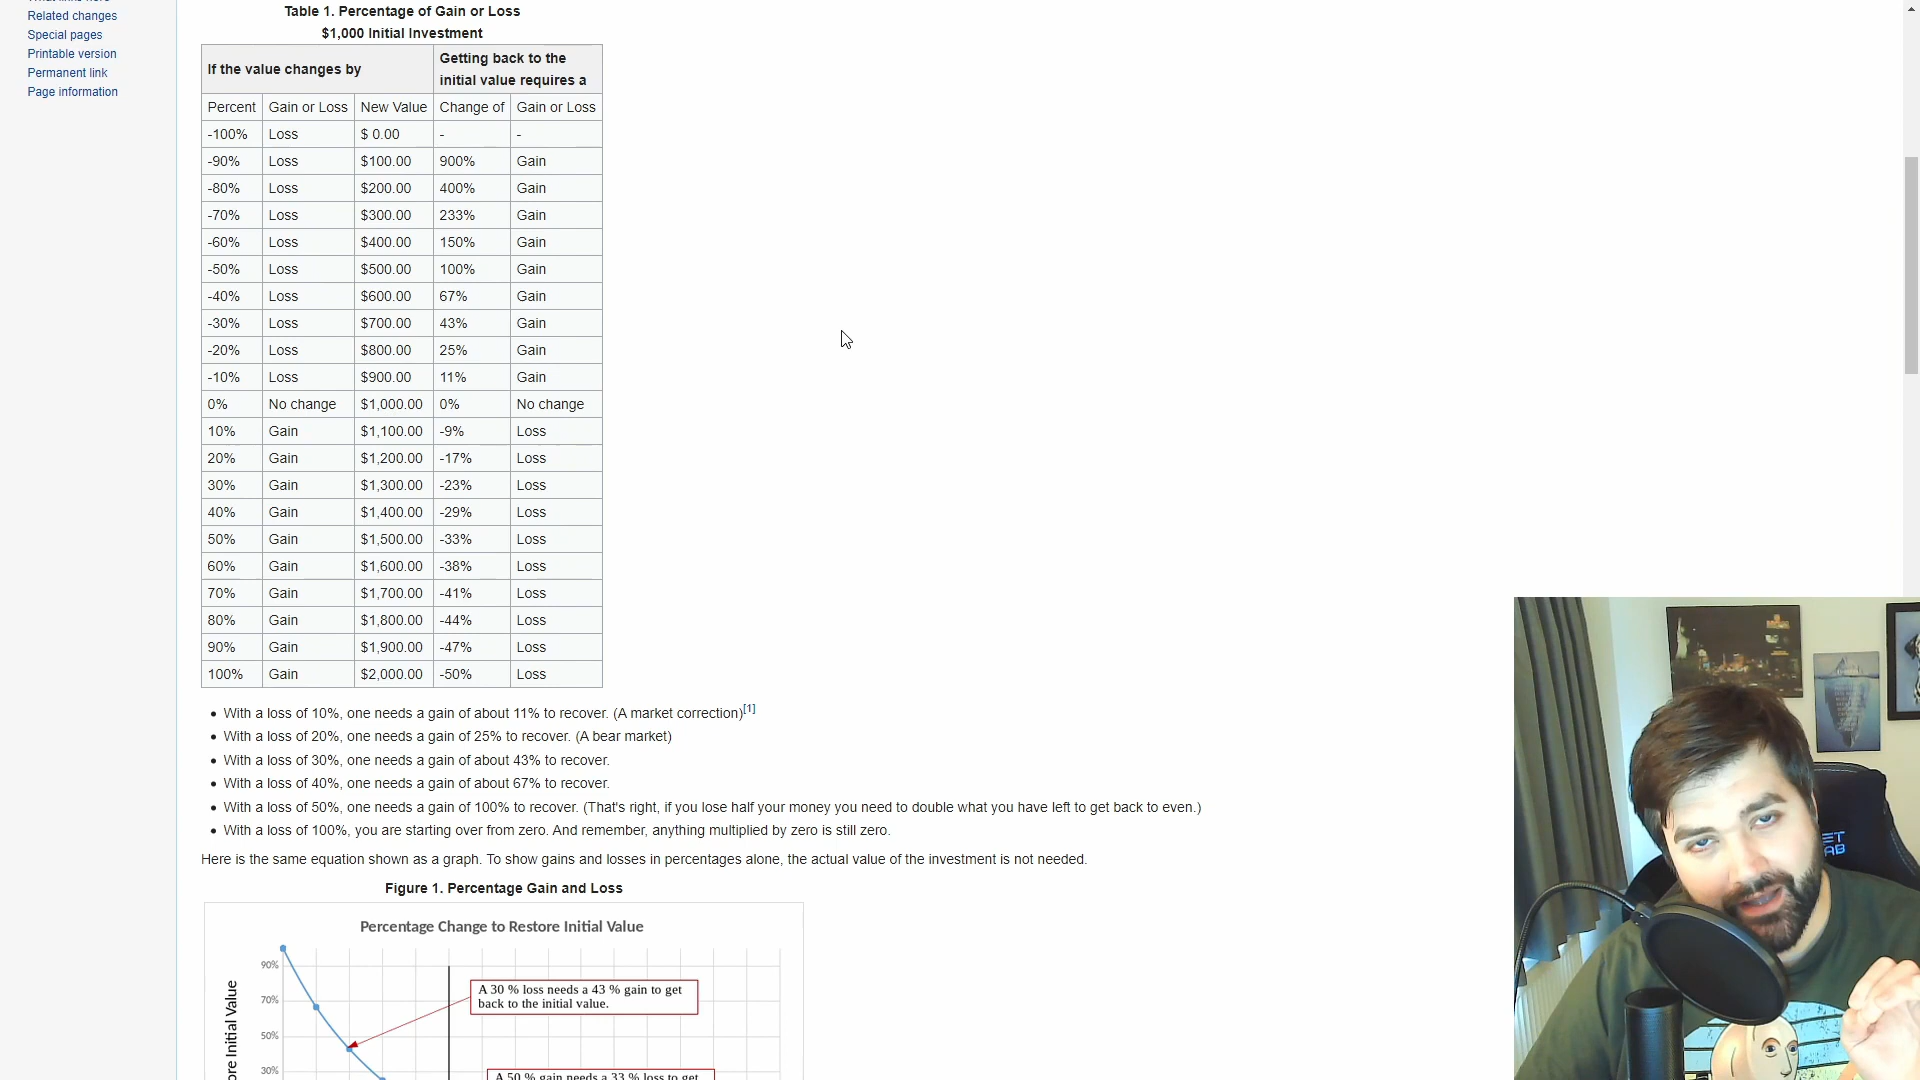 Related changes
Special pages
Printable version
Permanent link
Page information
Table 1. Percentage of Gain or Loss
$1,000 Initial Investment
If the value changes by
Getting back to the
initial value requires a
Percent Gain or Loss New Value Change of Gain or Loss
-100% Loss $ 0.00 - -
-90% Loss $100.00 900% Gain
-80% Loss $200.00 400% Gain
-70% Loss $300.00 233% Gain
-60% Loss $400.00 150% Gain
-50% Loss $500.00 100% Gain
-40% Loss $600.00 67% Gain
-30% Loss $700.00 43% Gain
-20% Loss $800.00 25% Gain
-10% Loss $900.00 11% Gain
0% No change $1,000.00 0% No change
10% Gain $1,100.00 -9% Loss
20% Gain $1,200.00 -17% Loss
30% Gain $1,300.00 -23% Loss
40% Gain $1,400.00 -29% Loss
50% Gain $1,500.00 -33% Loss
60% Gain $1,600.00 -38% Loss
70% Gain $1,700.00 -41% Loss
80% Gain $1,800.00 -44% Loss
90% Gain $1,900.00 -47% Loss
100% Gain $2,000.00 -50% Loss
• With a loss of 10%, one needs a gain of about 11% to recover. (A market correction)[1]
• With a loss of 20%, one needs a gain of 25% to recover. (A bear market)
• With a loss of 30%, one needs a gain of about 43% to recover.
• With a loss of 40%, one needs a gain of about 67% to recover.
• With a loss of 50%, one needs a gain of 100% to recover. (That's right, if you lose half your money you need to double what you have left to get back to even.)
• With a loss of 100%, you are starting over from zero. And remember, anything multiplied by zero is still zero.
Here is the same equation shown as a graph. To show gains and losses in percentages alone, the actual value of the investment is not needed.
Figure 1. Percentage Gain and Loss
Percentage Change to Restore Initial Value
90%
70%
50%
30%
ore Initial Value
A 30 % loss needs a 43 % gain to get
back to the initial value.
A 50 % gain needs a 33 % loss to get
ET
AB